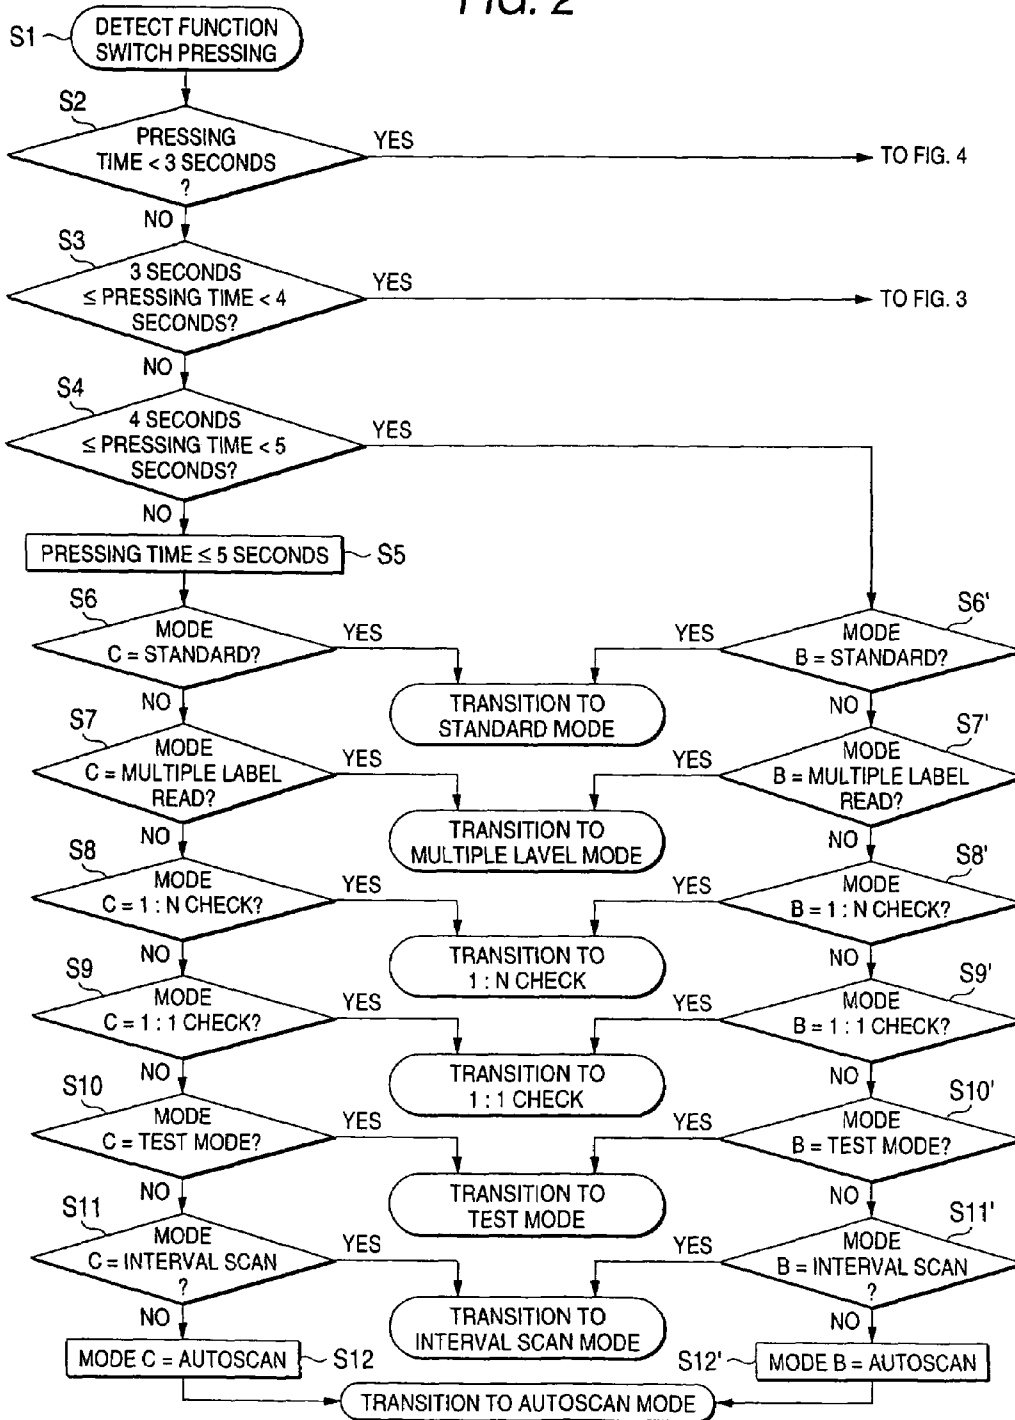 FIG. 2
S1
DETECT FUNCTION
SWITCH PRESSING
S2
PRESSING
TIME < 3 SECONDS
?
YES
TO FIG. 4
NO
S3
3 SECONDS
≤ PRESSING TIME < 4
SECONDS?
YES
TO FIG. 3
NO
S4
4 SECONDS
≤ PRESSING TIME < 5
SECONDS?
YES
NO
PRESSING TIME ≤ 5 SECONDS
S5
S6
MODE
C = STANDARD?
YES
YES
S6'
MODE
B = STANDARD?
TRANSITION TO
STANDARD MODE
NO
NO
S7
MODE
C = MULTIPLE LABEL
READ?
YES
YES
S7'
MODE
B = MULTIPLE LABEL
READ?
TRANSITION TO
MULTIPLE LAVEL MODE
NO
NO
S8
MODE
C = 1 : N CHECK?
YES
YES
S8'
MODE
B = 1 : N CHECK?
TRANSITION TO
1 : N CHECK
NO
NO
S9
MODE
C = 1 : 1 CHECK?
YES
YES
S9'
MODE
B = 1 : 1 CHECK?
TRANSITION TO
1 : 1 CHECK
NO
NO
S10
MODE
C = TEST MODE?
YES
YES
S10'
MODE
B = TEST MODE?
TRANSITION TO
TEST MODE
NO
NO
S11
MODE
C = INTERVAL SCAN
?
YES
YES
S11'
MODE
B = INTERVAL SCAN
?
TRANSITION TO
INTERVAL SCAN MODE
NO
NO
MODE C = AUTOSCAN
S12
S12'
MODE B = AUTOSCAN
TRANSITION TO AUTOSCAN MODE